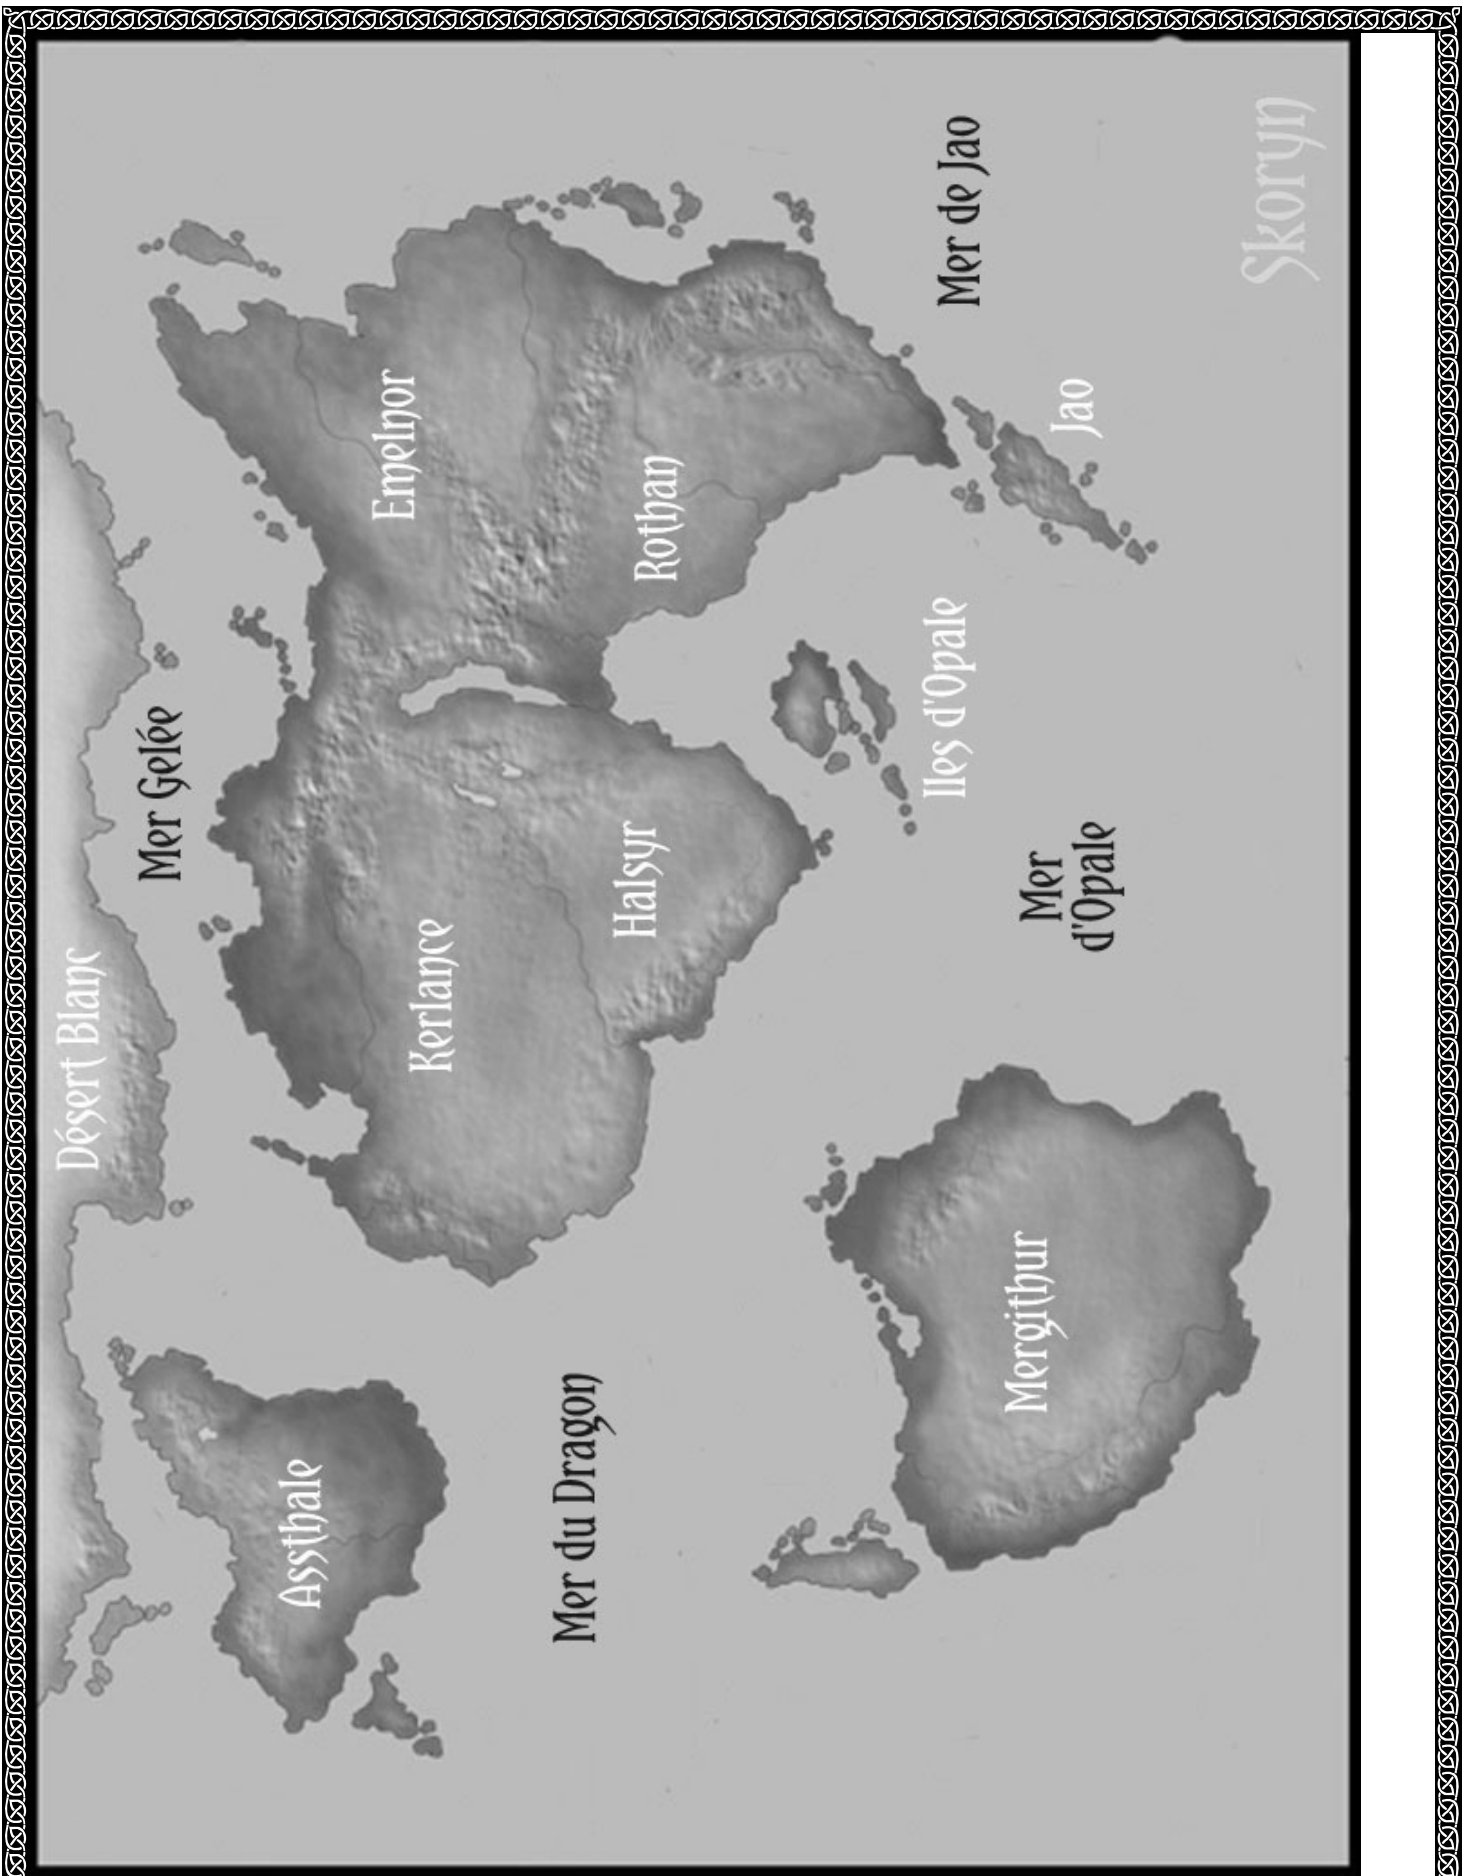 Désert Blanc
Mer Gelée
Assthale
Kerlance
Emelnor
Mer du Dragon
Halsyr
Rothan
Iles d'Opale
Mer de Jao
Mergithur
Mer
d'Opale
Jao
Skoryn